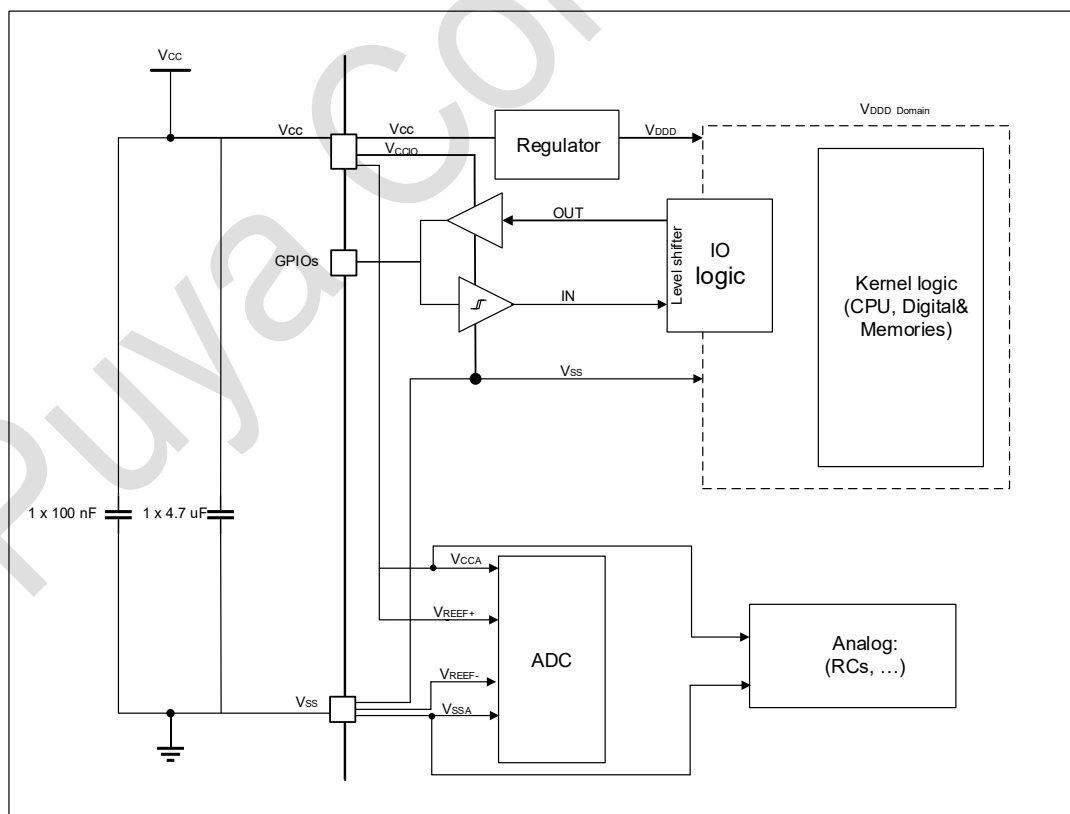 VCC
VCC
VCC
VCCIO
Regulator
VDDD
VDDD Domain
OUT
GPIOs
Level shifter
IO
logic
IN
Kernel logic
(CPU, Digital&
Memories)
VSS
1 x 100 nF
1 x 4.7 uF
VCCA
VREEF+
ADC
VREEF-
VSS
VSSA
Analog:
(RCs, ...)
Puya Cor